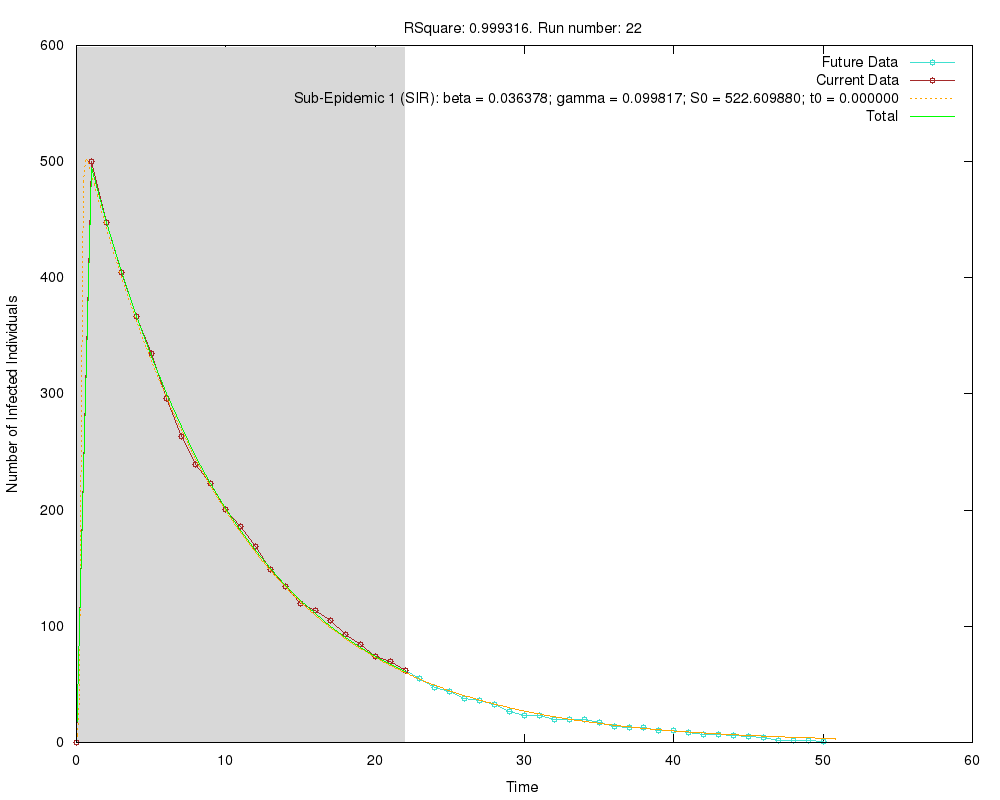 RSquare: 0.999316. Run number: 22
600
500
400
300
200
100
0
Number of Infected Individuals
Future Data
Current Data
Sub-Epidemic 1 (SIR): beta = 0.036378; gamma = 0.099817; S0 = 522.609880; t0 = 0.000000
Total
0 10 20 30 40 50 60
Time